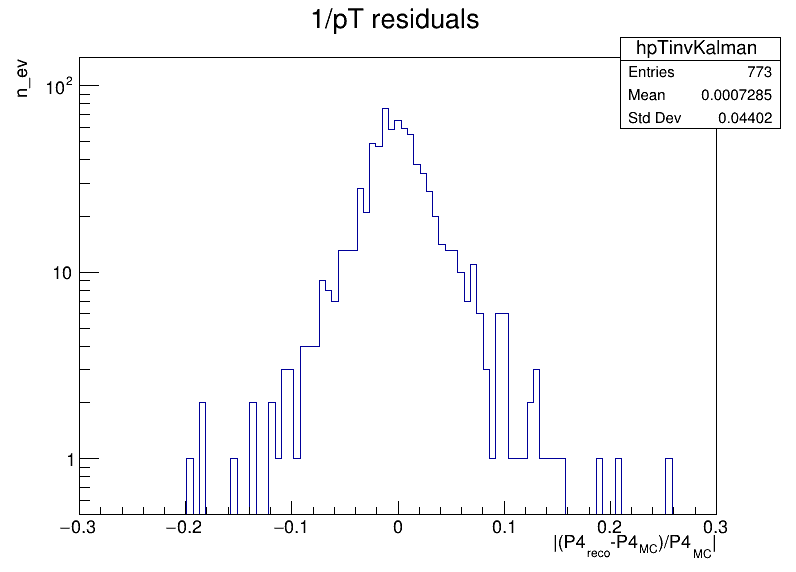 1/pT residuals
hpTinvKalman
Entries 773
Mean 0.0007285
Std Dev 0.04402
n_ev
10²
10
1
−0.3 −0.2 −0.1 0 0.1 0.2 0.3
|(P4reco-P4MC)/P4MC|